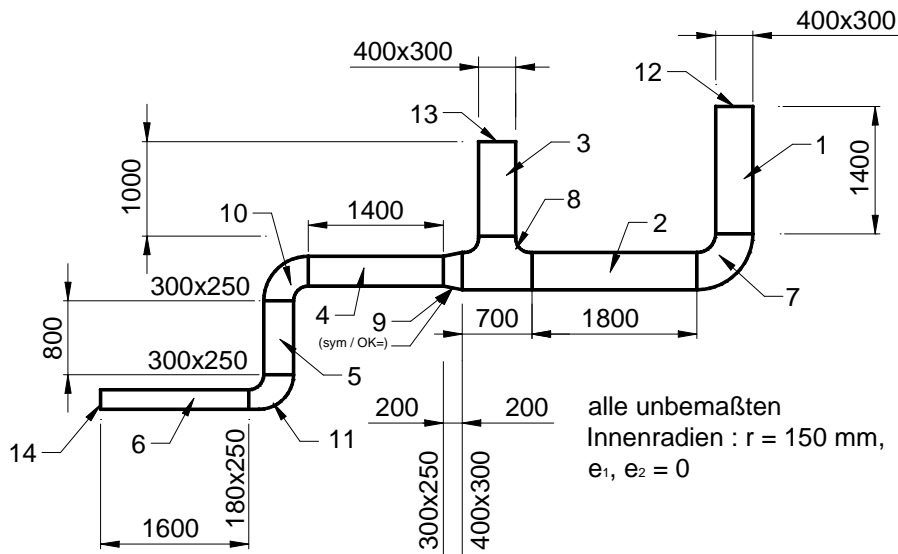 400x300
400x300
12
13
3
1
1000
1400
8
10
1400
2
300x250
4
9
7
(sym / OK=)
700
1800
800
300x250
5
6
11
14
200
200
180x250
300x250
400x300
1600
alle unbemaßten
Innenradien : r = 150 mm,
e₁, e₂ = 0